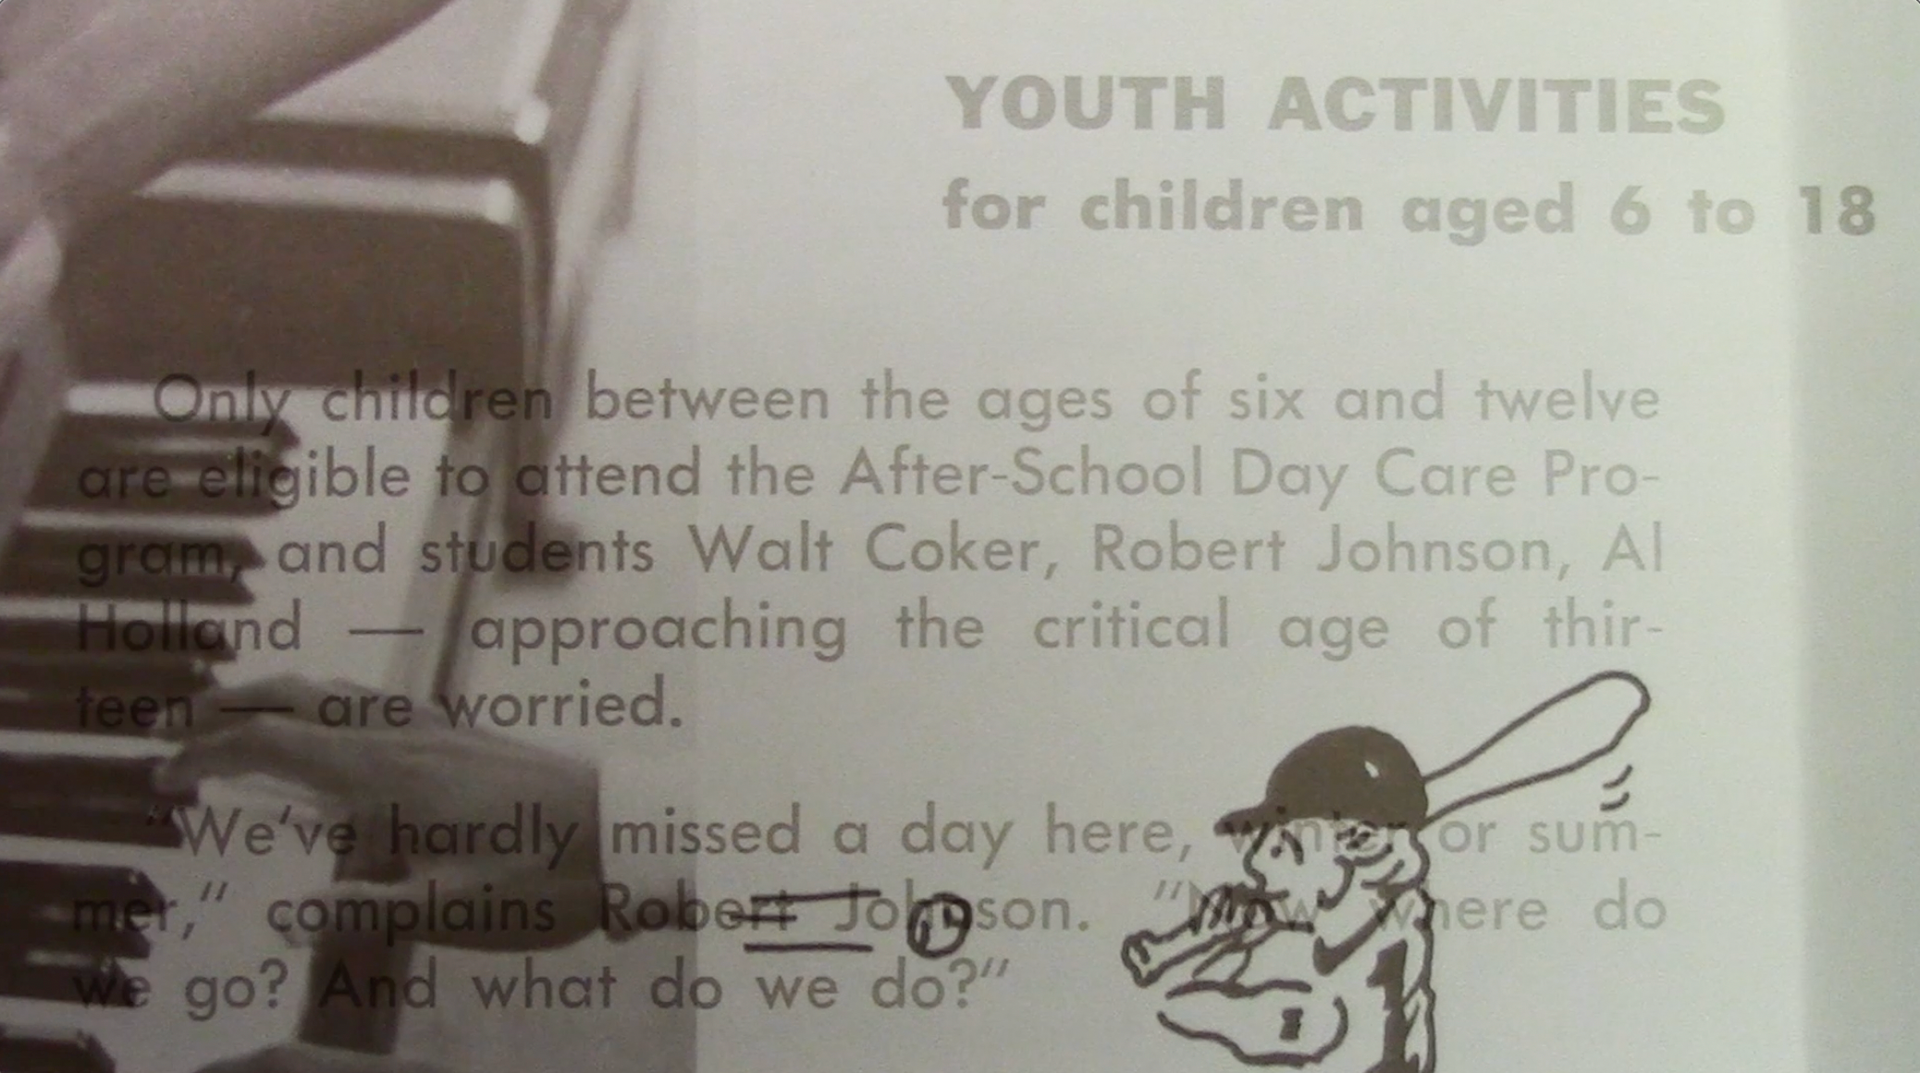 YOUTH ACTIVITIES
for children aged 6 to 18
Only children between the ages of six and twelve
are eligible to attend the After-School Day Care Pro-
gram, and students Walt Coker, Robert Johnson, Al
Holland — approaching the critical age of thir-
teen — are worried.
"We've hardly missed a day here, winter or sum-
mer," complains Robert Johnson. "Now where do
we go? And what do we do?"
1